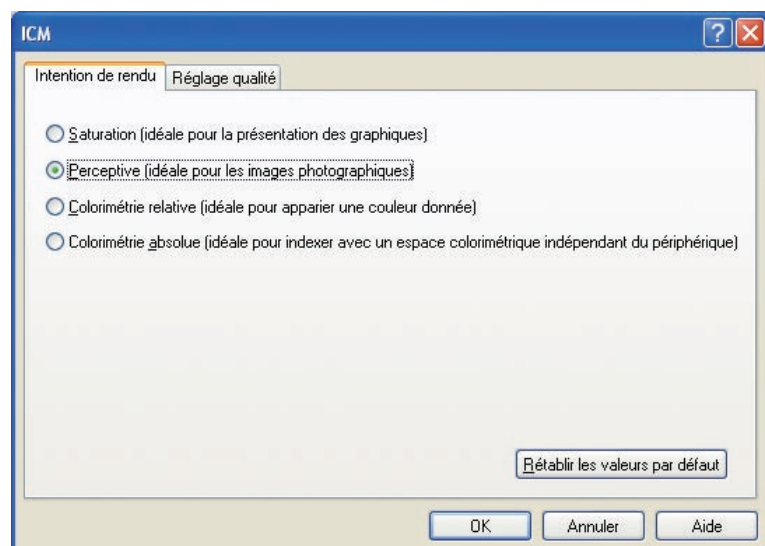 ICM
Intention de rendu
Réglage qualité
Saturation (idéale pour la présentation des graphiques)
Perceptive (idéale pour les images photographiques)
Colorimétrie relative (idéale pour apparier une couleur donnée)
Colorimétrie absolue (idéale pour indexer avec un espace colorimétrique indépendant du périphérique)
Rétablir les valeurs par défaut
OK
Annuler
Aide